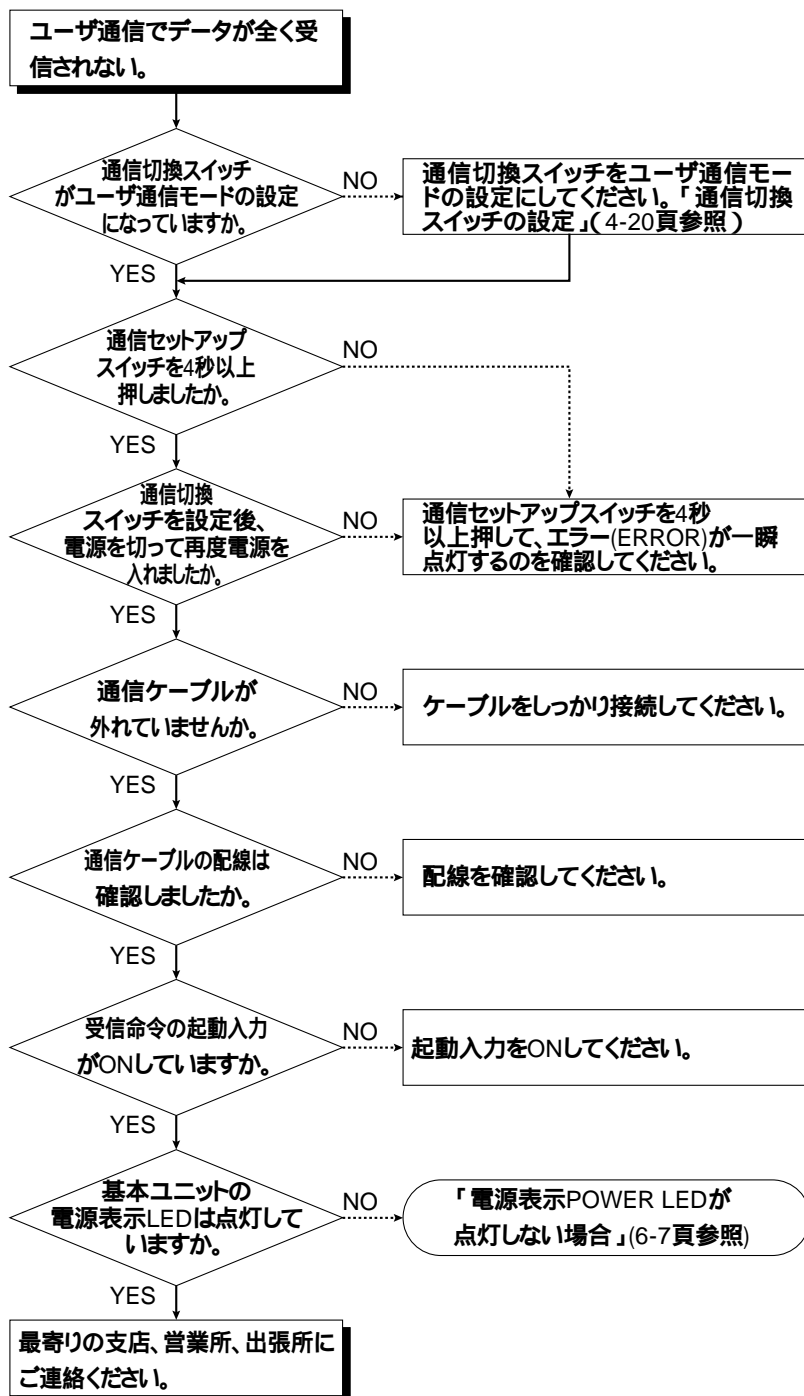 ユーザ通信でデータが全く受
信されない。
通信切換スイッチ
がユーザ通信モードの設定
になっていますか。
NO
通信切換スイッチをユーザ通信モー
ドの設定にしてください。「通信切換
スイッチの設定」(4-20頁参照)
YES
通信セットアップ
スイッチを4秒以上
押しましたか。
NO
YES
通信切換
スイッチを設定後、
電源を切って再度電源を
入れましたか。
NO
通信セットアップスイッチを4秒
以上押して、エラー(ERROR)が一瞬
点灯するのを確認してください。
YES
通信ケーブルが
外れていませんか。
NO
ケーブルをしっかり接続してください。
YES
通信ケーブルの配線は
確認しましたか。
NO
配線を確認してください。
YES
受信命令の起動入力
がONしていますか。
NO
起動入力をONしてください。
YES
基本ユニットの
電源表示LEDは点灯して
いますか。
NO
「電源表示POWER LEDが
点灯しない場合」(6-7頁参照)
YES
最寄りの支店、営業所、出張所に
ご連絡ください。